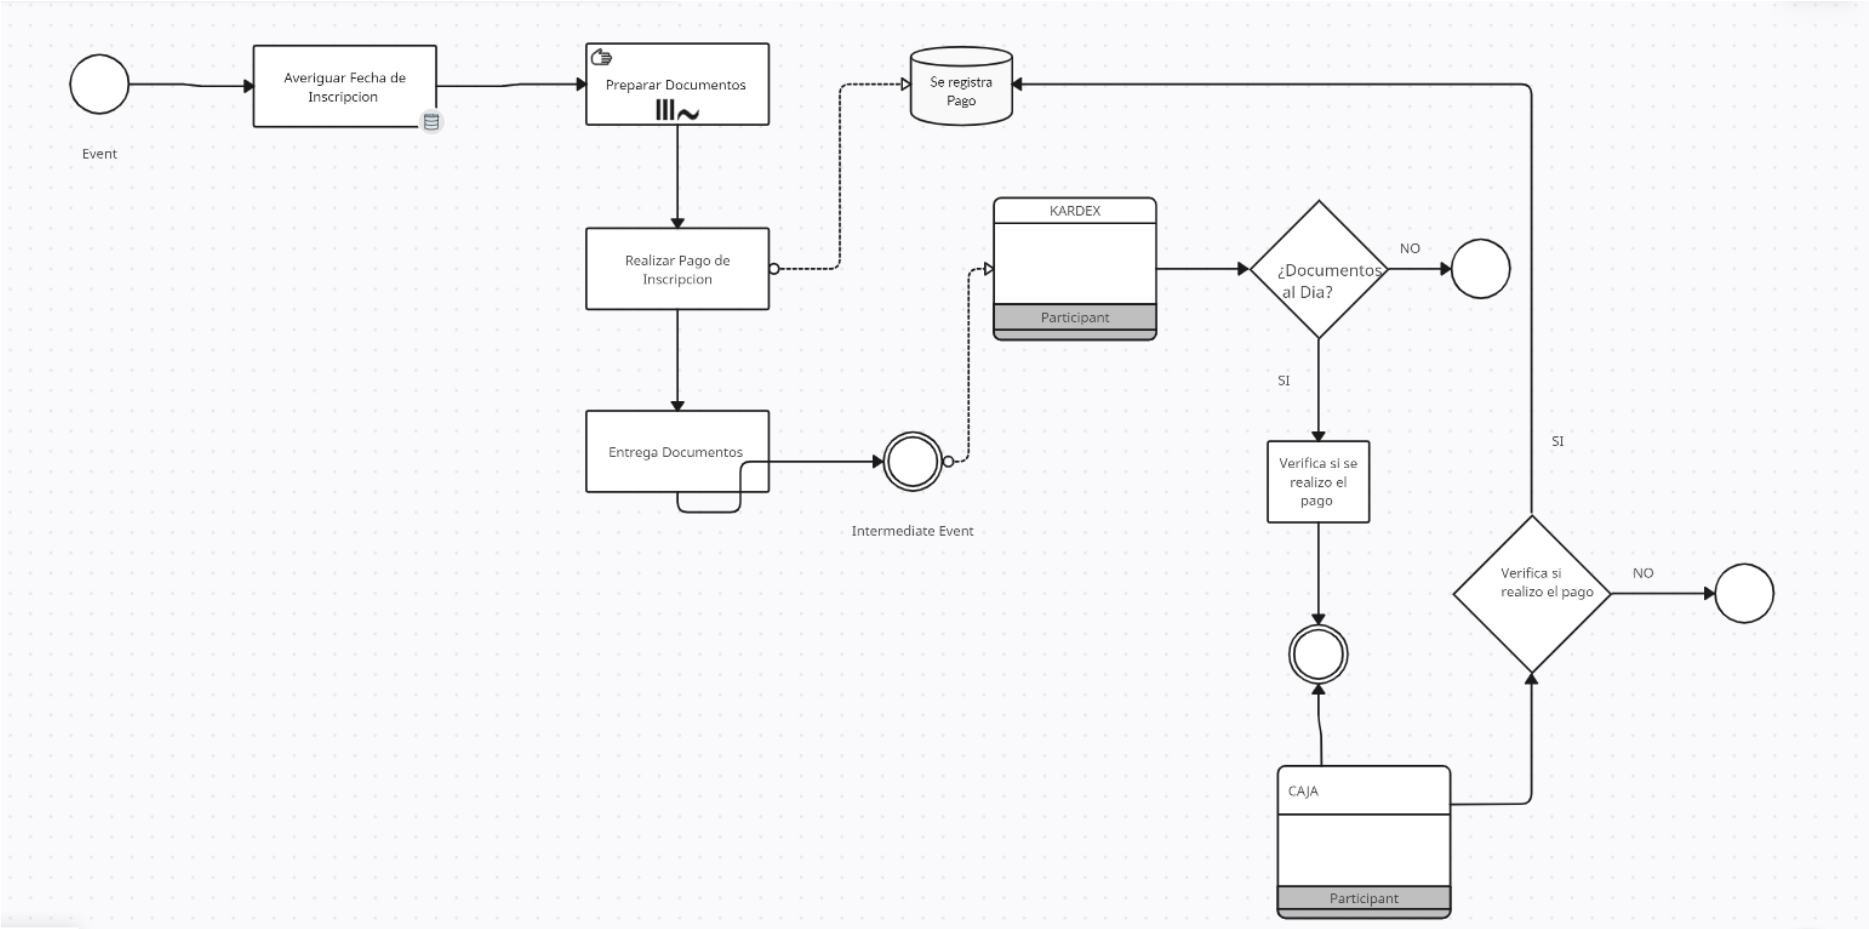 Averiguar Fecha de
Inscripcion
Event
Preparar Documentos
Se registra
Pago
Realizar Pago de
Inscripcion
KARDEX
Participant
¿Documentos
al Dia?
NO
SI
Entrega Documentos
Intermediate Event
Verifica si se
realizo el
pago
SI
Verifica si
realizo el pago
NO
CAJA
Participant